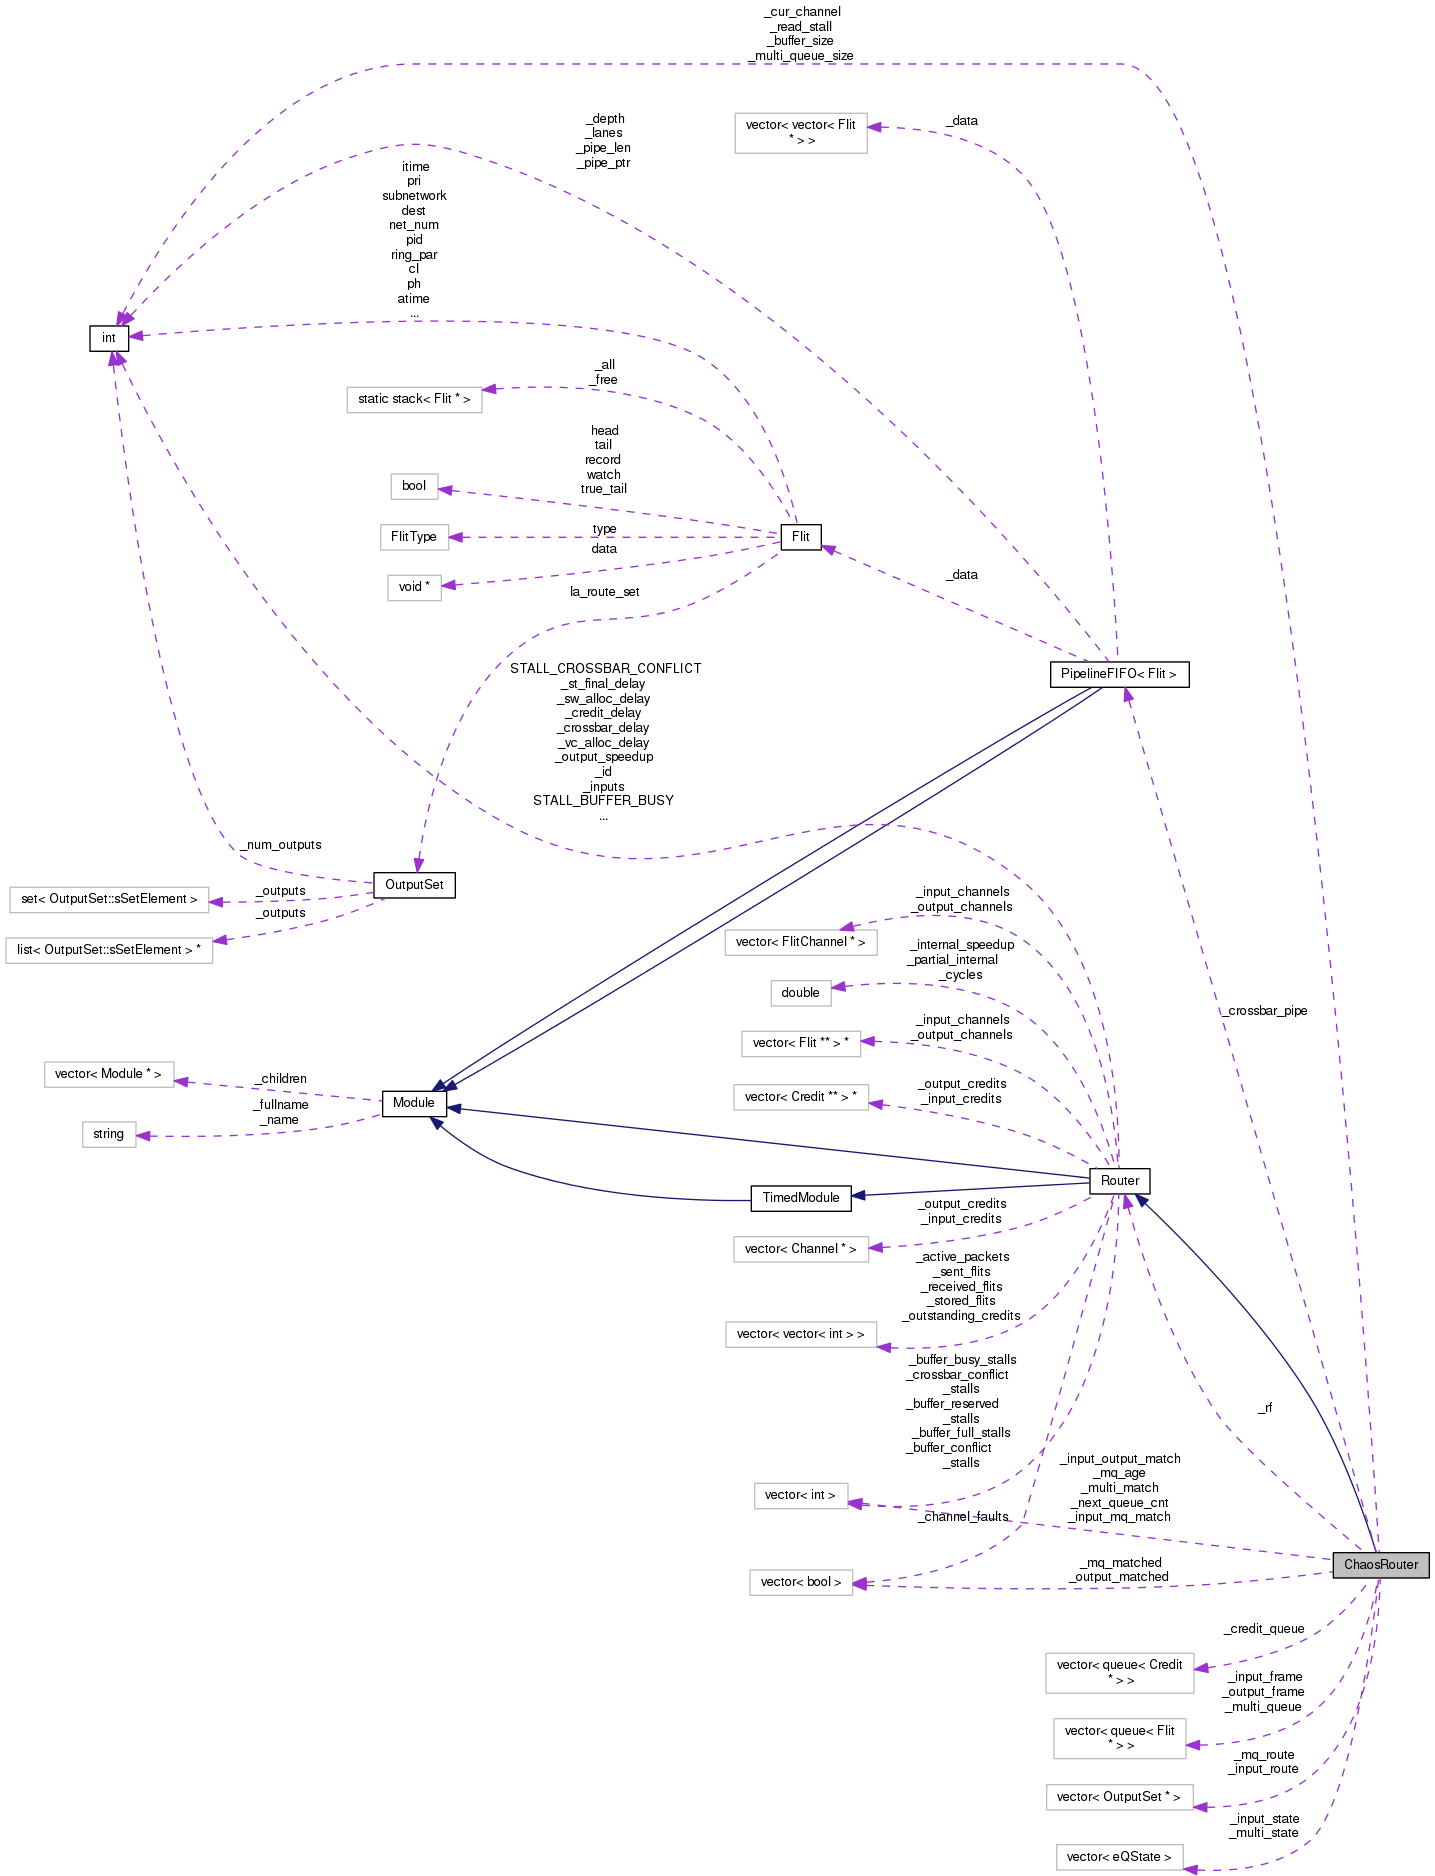 _cur_channel
_read_stall
_buffer_size
_multi_queue_size
_depth
_lanes
_pipe_len
_pipe_ptr
vector< vector< Flit
* > >
_data
itime
pri
subnetwork
dest
net_num
pid
ring_par
cl
ph
atime
...
int
_all
_free
static stack< Flit * >
head
tail
record
watch
true_tail
bool
type
FlitType
Flit
data
void *
_data
la_route_set
PipelineFIFO< Flit >
STALL_CROSSBAR_CONFLICT
_st_final_delay
_sw_alloc_delay
_credit_delay
_crossbar_delay
_vc_alloc_delay
_output_speedup
_id
_inputs
STALL_BUFFER_BUSY
...
_num_outputs
OutputSet
_outputs
set< OutputSet::sSetElement >
_outputs
list< OutputSet::sSetElement > *
_input_channels
_output_channels
vector< FlitChannel * >
_internal_speedup
_partial_internal
_cycles
double
_crossbar_pipe
_input_channels
_output_channels
vector< Flit ** > *
_children
vector< Module * >
_output_credits
_input_credits
vector< Credit ** > *
Module
_fullname
_name
string
Router
TimedModule
_output_credits
_input_credits
vector< Channel * >
_active_packets
_sent_flits
_received_flits
_stored_flits
_outstanding_credits
vector< vector< int > >
_buffer_busy_stalls
_crossbar_conflict
_stalls
_buffer_reserved
_stalls
_buffer_full_stalls
_buffer_conflict
_stalls
_rf
_input_output_match
_mq_age
_multi_match
_next_queue_cnt
_input_mq_match
vector< int >
_channel_faults
_mq_matched
_output_matched
vector< bool >
ChaosRouter
_credit_queue
vector< queue< Credit
* > >
_input_frame
_output_frame
_multi_queue
vector< queue< Flit
* > >
_mq_route
_input_route
vector< OutputSet * >
_input_state
_multi_state
vector< eQState >